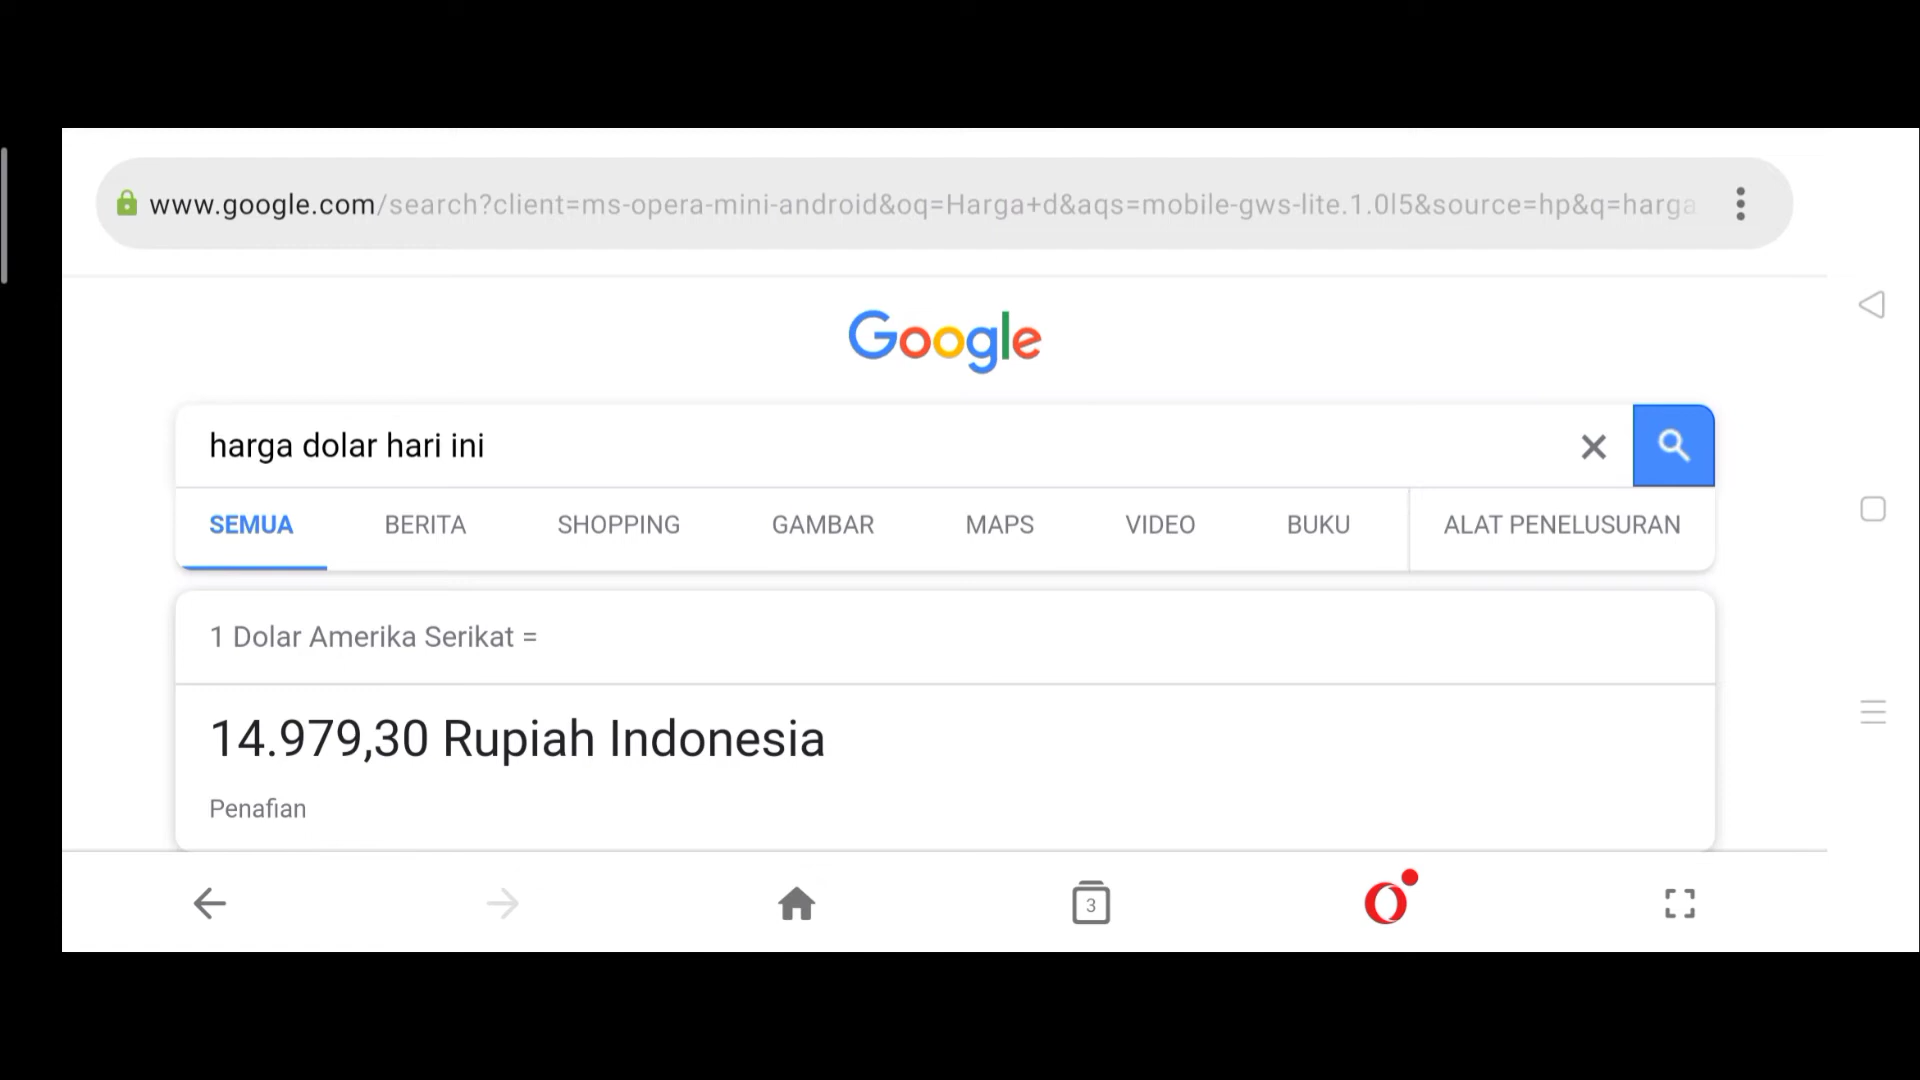 www.google.com/search?client=ms-opera-mini-android&oq=Harga+d&aqs=mobile-gws-lite.1.0l5&source=hp&q=harga
Google
harga dolar hari ini
SEMUA BERITA SHOPPING GAMBAR MAPS VIDEO BUKU ALAT PENELUSURAN
1 Dolar Amerika Serikat =
14.979,30 Rupiah Indonesia
Penafian
3